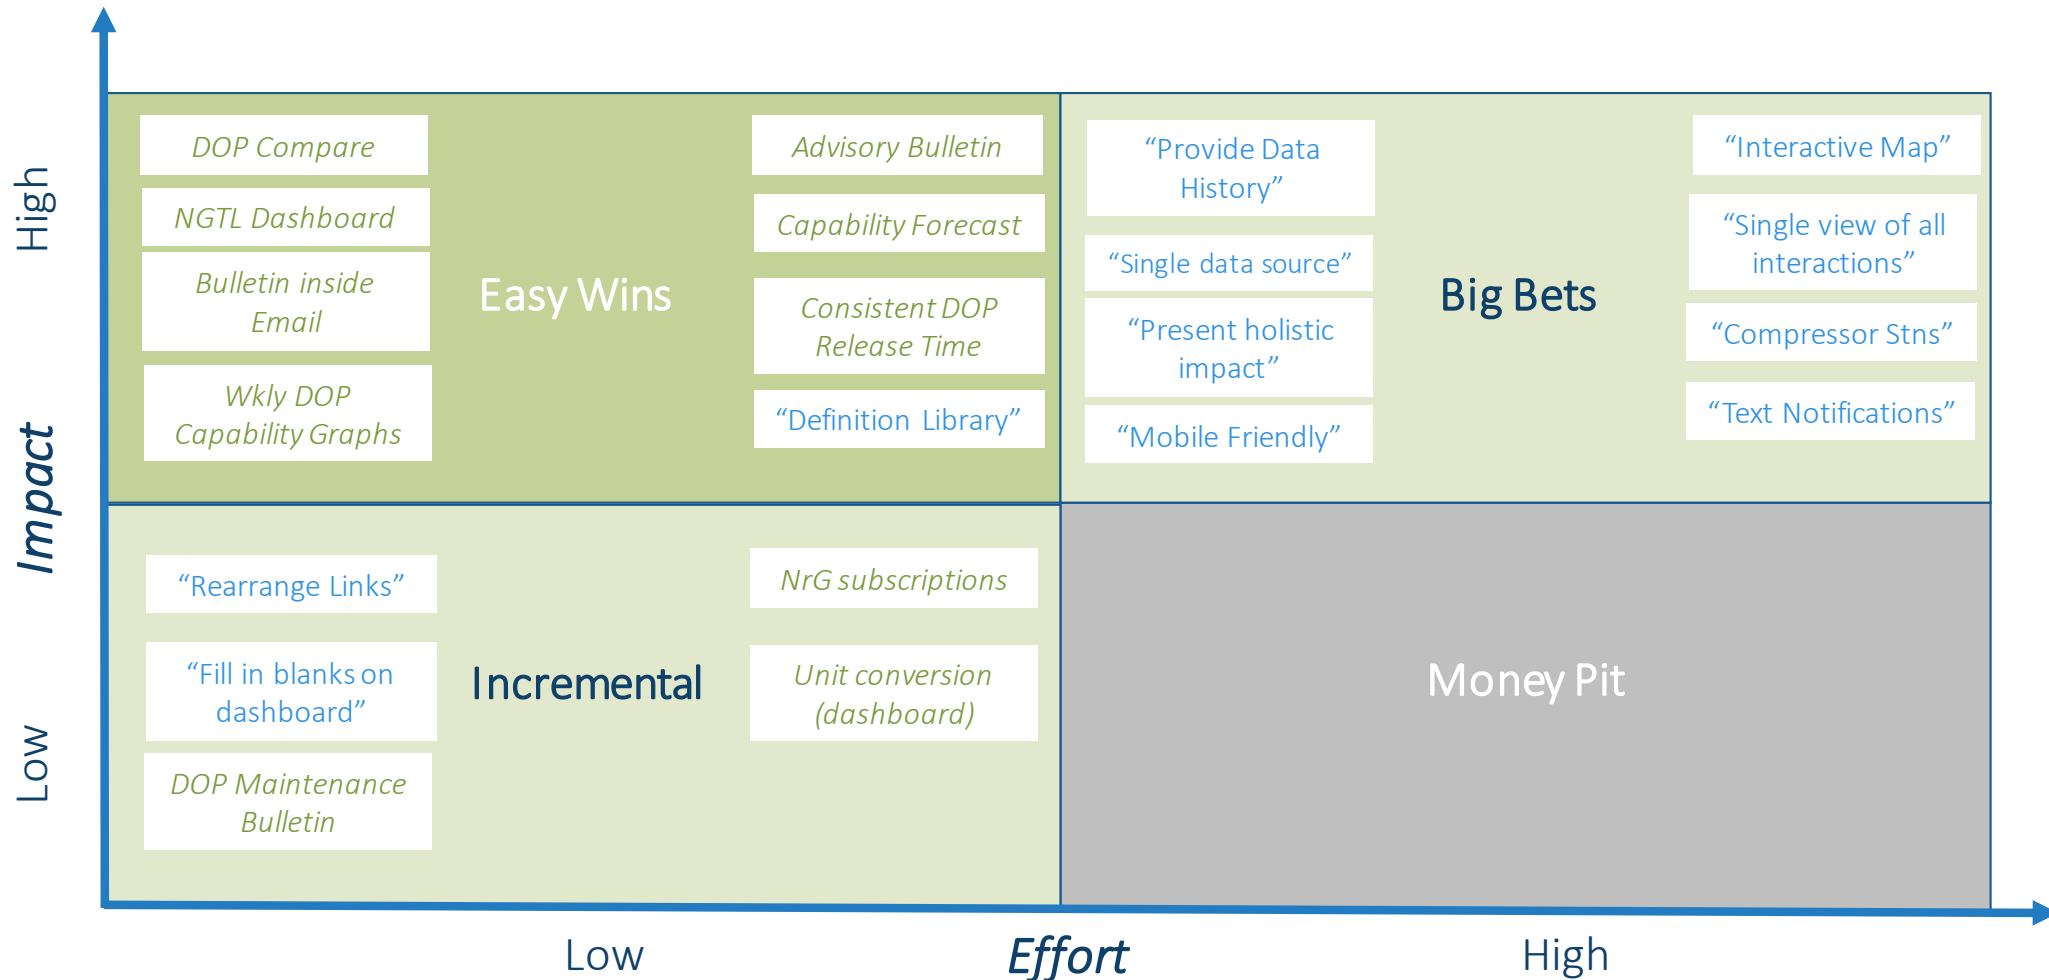 High
Impact
Low
DOP Compare
NGTL Dashboard
Bulletin inside
Email
Wkly DOP
Capability Graphs
Easy Wins
Advisory Bulletin
Capability Forecast
Consistent DOP
Release Time
“Definition Library”
“Provide Data
History”
“Single data source”
“Present holistic
impact”
“Mobile Friendly”
Big Bets
“Interactive Map”
“Single view of all
interactions”
“Compressor Stns”
“Text Notifications”
“Rearrange Links”
“Fill in blanks on
dashboard”
DOP Maintenance
Bulletin
Incremental
NrG subscriptions
Unit conversion
(dashboard)
Money Pit
Low
Effort
High